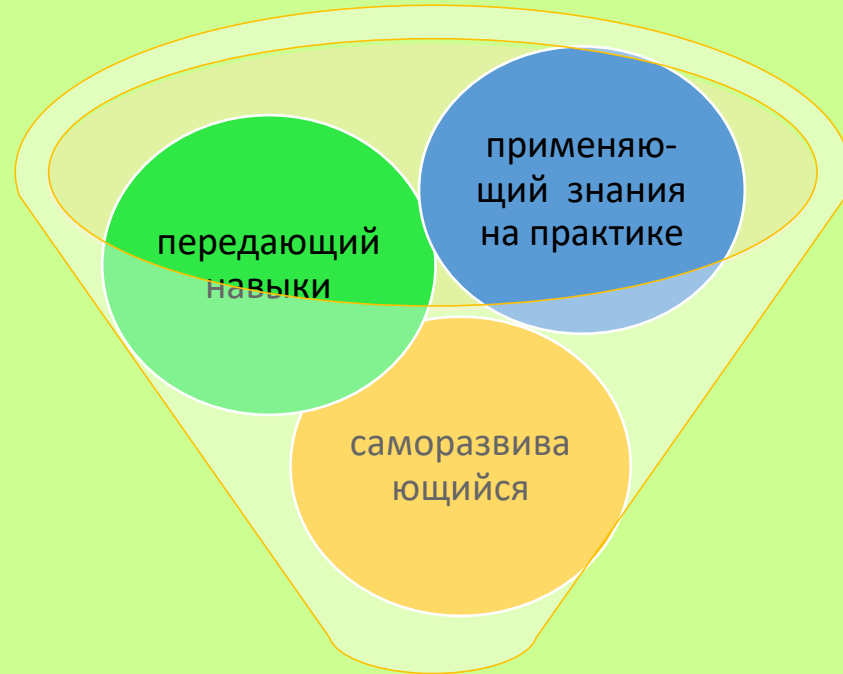 применяю-
щий знания
на практике
передающий
навыки
саморазвива
ющийся